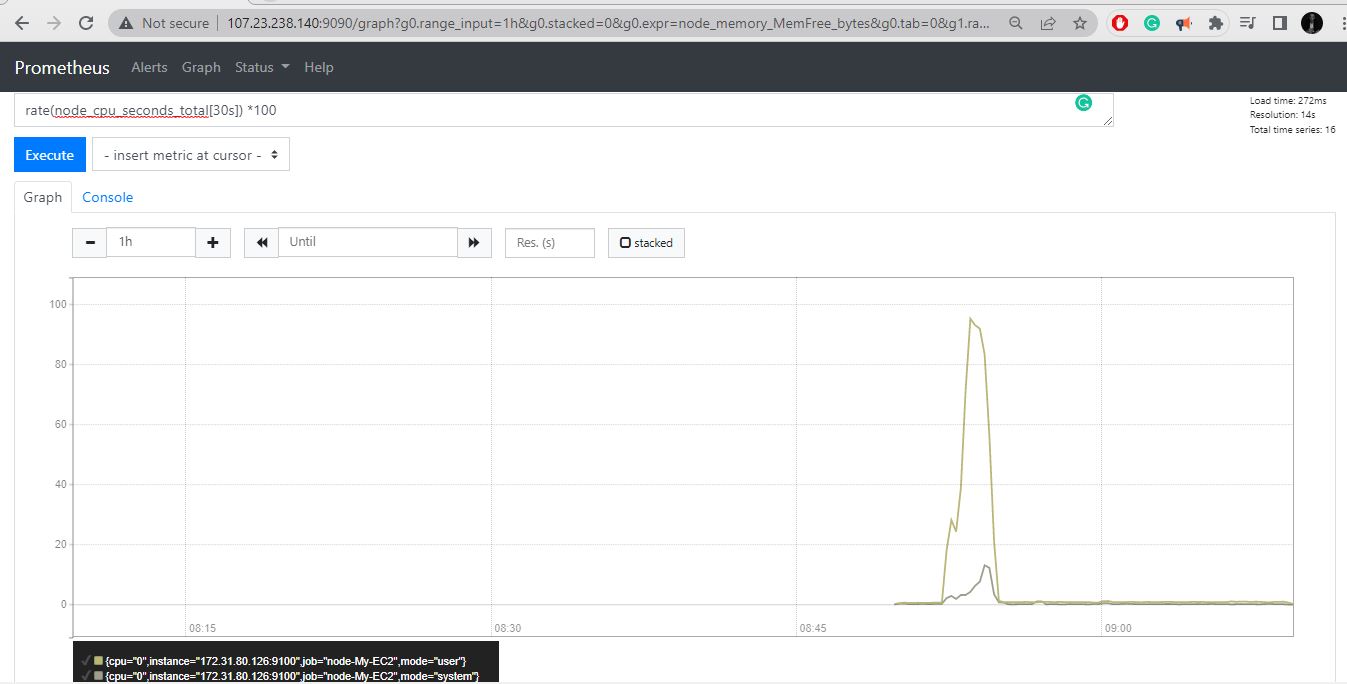 Not secure 107.23.238.140:9090/graph?g0.range_input=1h&g0.stacked=0&g0.expr=node_memory_MemFree_bytes&g0.tab=0&g1.ra...
Prometheus Alerts Graph Status Help
rate(node_cpu_seconds_total[30s]) *100
Load time: 272ms
Resolution: 14s
Total time series: 16
Execute - insert metric at cursor -
Graph Console
1h Until Res. (s) stacked
100
80
60
40
20
0
08:15 08:30 08:45 09:00
{cpu="0",instance="172.31.80.126:9100",job="node-My-EC2",mode="user"}
{cpu="0",instance="172.31.80.126:9100",job="node-My-EC2",mode="system"}